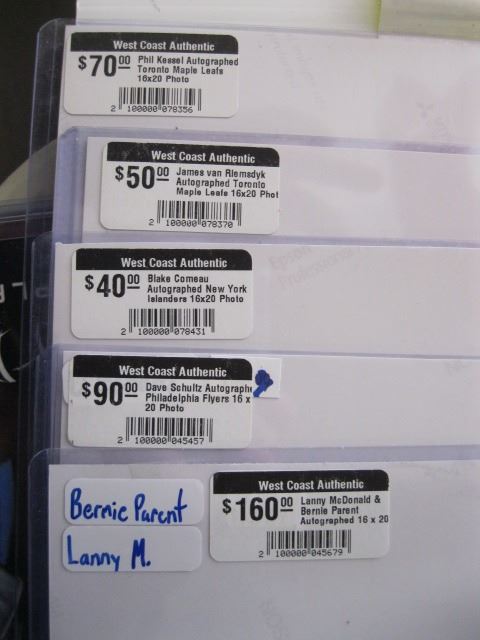 West Coast Authentic
$70.00 Phil Kessel Autographed
Toronto Maple Leafs
16x20 Photo
2 100000 078356
West Coast Authentic
$50.00 James van Riemsdyk
Autographed Toronto
Maple Leafs 16x20 Phot
2 100000 078370
West Coast Authentic
$40.00 Blake Comeau
Autographed New York
Islanders 16x20 Photo
2 100000 078431
West Coast Authentic
$90.00 Dave Schultz Autographe
Philadelphia Flyers 16 x
20 Photo
2 100000 045457
Bernie Parent
Lanny M.
West Coast Authentic
$160.00 Lanny McDonald &
Bernie Parent
Autographed 16 x 20
2 100000 045679
Epson
Professional